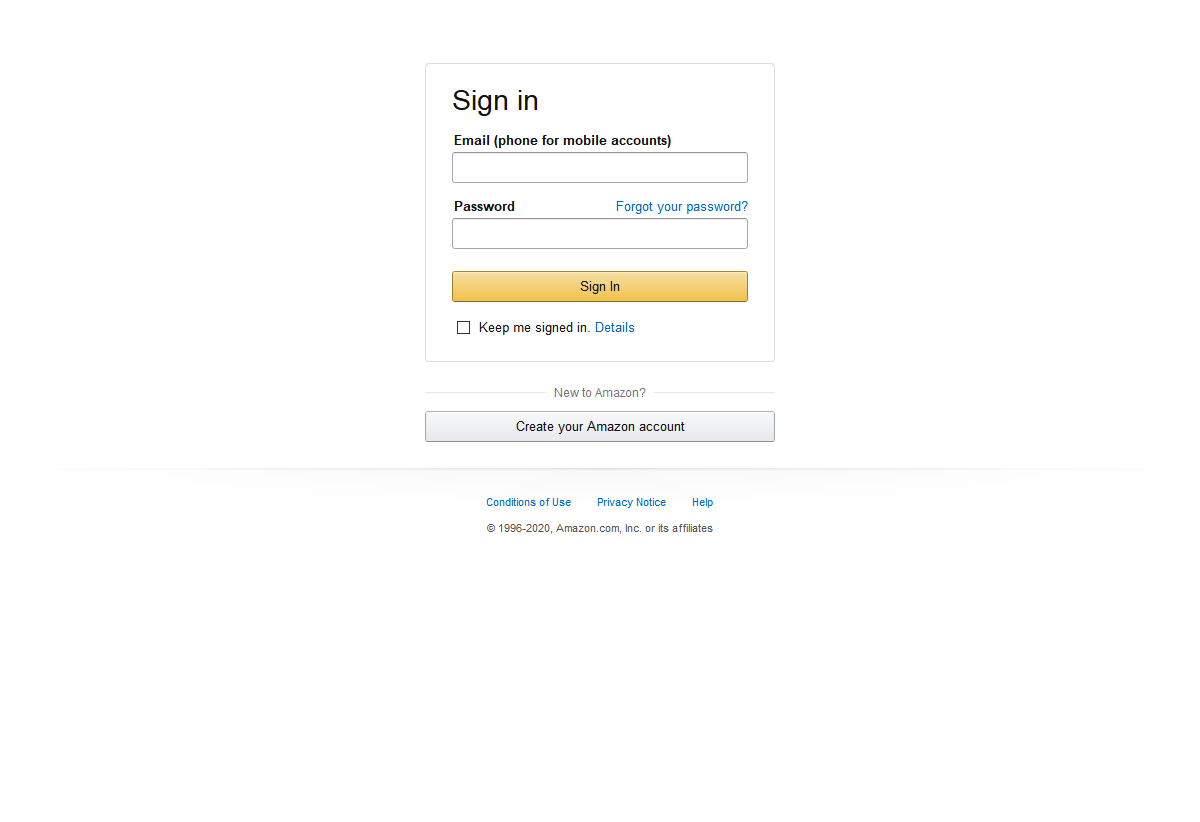 Sign in
Email (phone for mobile accounts)
Password Forgot your password?
Sign In
Keep me signed in. Details
New to Amazon?
Create your Amazon account
Conditions of Use Privacy Notice Help
© 1996-2020, Amazon.com, Inc. or its affiliates